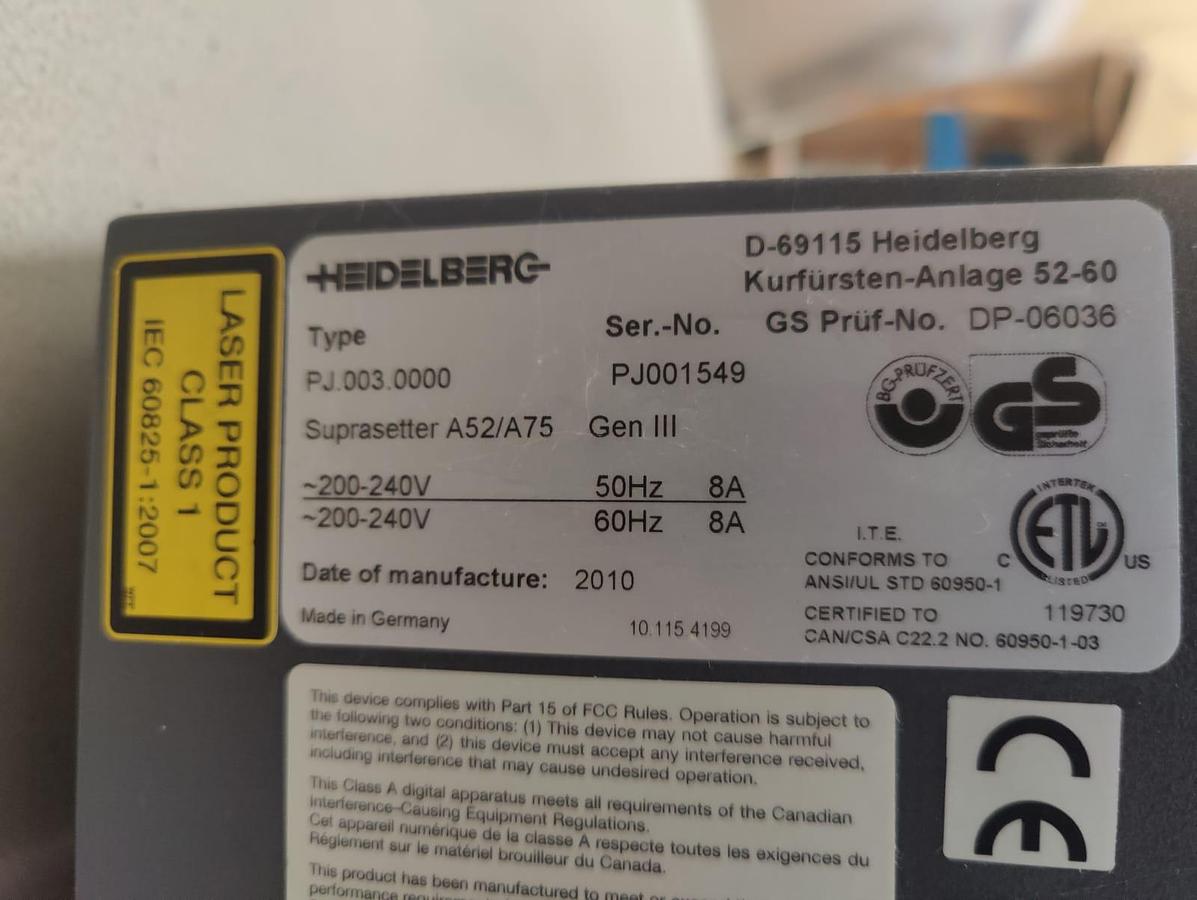 LASER PRODUCT
CLASS 1
IEC 60825-1:2007
HEIDELBERG
D-69115 Heidelberg
Kurfürsten-Anlage 52-60
Type
Ser.-No.
GS Prüf-No. DP-06036
PJ.003.0000
PJ001549
Suprasetter A52/A75 Gen III
~200-240V 50Hz 8A
~200-240V 60Hz 8A
Date of manufacture: 2010
Made in Germany
10.115.4199
BG-PRÜFZERT
GS
geprüfte
Sicherheit
INTERTEK
C ETL US
LISTED
I.T.E.
CONFORMS TO
ANSI/UL STD 60950-1
119730
CERTIFIED TO
CAN/CSA C22.2 NO. 60950-1-03
This device complies with Part 15 of FCC Rules. Operation is subject to
the following two conditions: (1) This device may not cause harmful
interference, and (2) this device must accept any interference received,
including interference that may cause undesired operation.
This Class A digital apparatus meets all requirements of the Canadian
Interference-Causing Equipment Regulations.
Cet appareil numérique de la classe A respecte toutes les exigences du
Réglement sur le matériel brouilleur du Canada.
This product has been manufactured to meet or
performance
CE